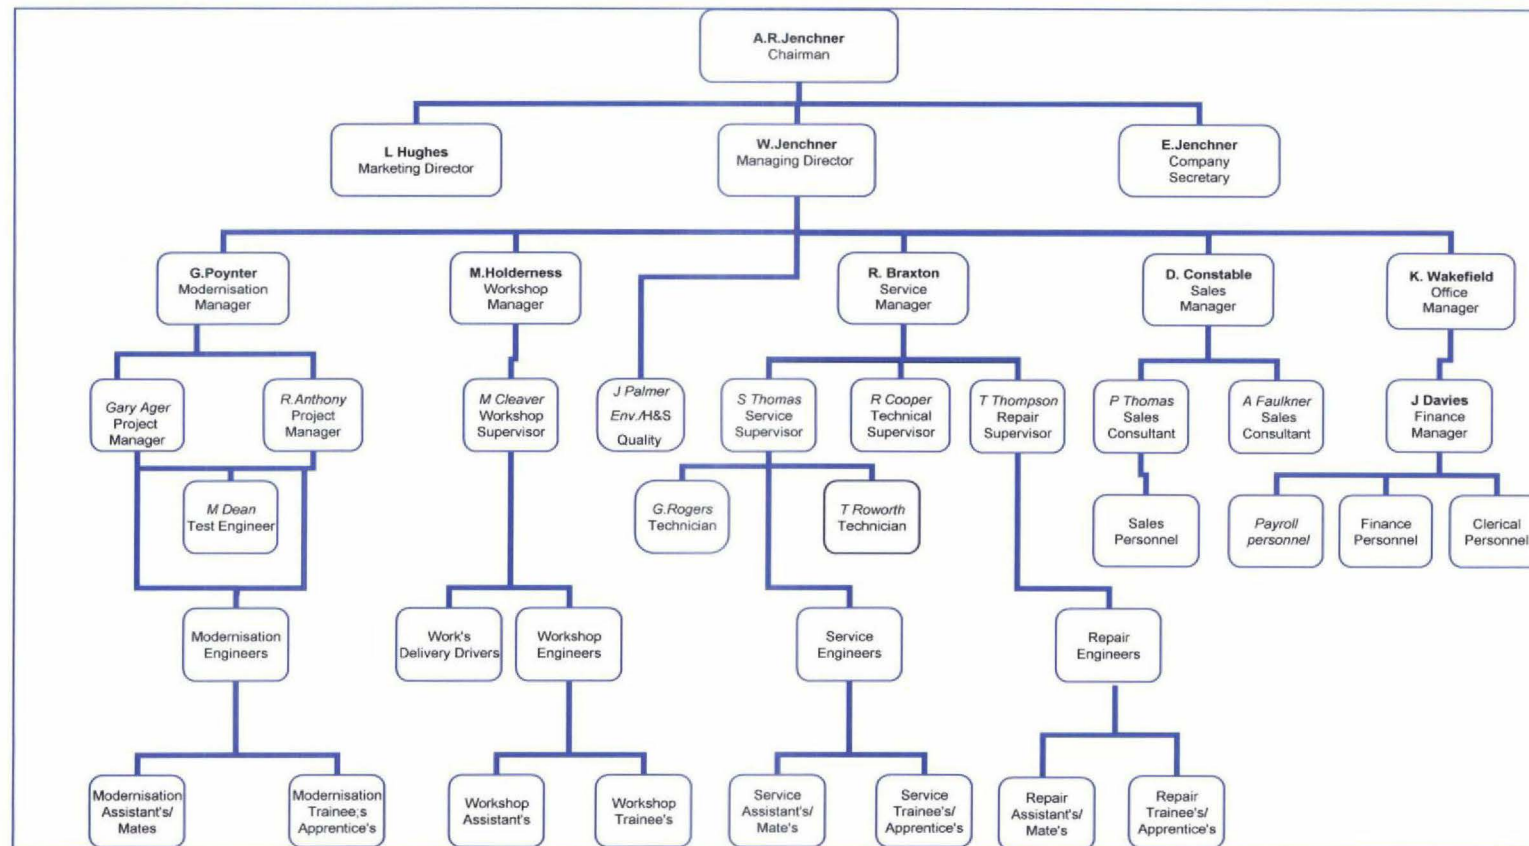 A.R.Jenchner
Chairman
L Hughes
Marketing Director
W.Jenchner
Managing Director
E.Jenchner
Company
Secretary
G.Poynter
Modernisation
Manager
M.Holderness
Workshop
Manager
R. Braxton
Service
Manager
D. Constable
Sales
Manager
K. Wakefield
Office
Manager
Gary Ager
Project
Manager
R.Anthony
Project
Manager
M Cleaver
Workshop
Supervisor
J Palmer
Env./H&S
Quality
S Thomas
Service
Supervisor
R Cooper
Technical
Supervisor
T Thompson
Repair
Supervisor
P Thomas
Sales
Consultant
A Faulkner
Sales
Consultant
J Davies
Finance
Manager
M Dean
Test Engineer
G.Rogers
Technician
T Roworth
Technician
Sales
Personnel
Payroll
personnel
Finance
Personnel
Clerical
Personnel
Modernisation
Engineers
Work's
Delivery Drivers
Workshop
Engineers
Service
Engineers
Repair
Engineers
Modernisation
Assistant's/
Mates
Modernisation
Trainee;s
Apprentice's
Workshop
Assistant's
Workshop
Trainee's
Service
Assistant's/
Mate's
Service
Trainee's/
Apprentice's
Repair
Assistant's/
Mate's
Repair
Trainee's/
Apprentice's